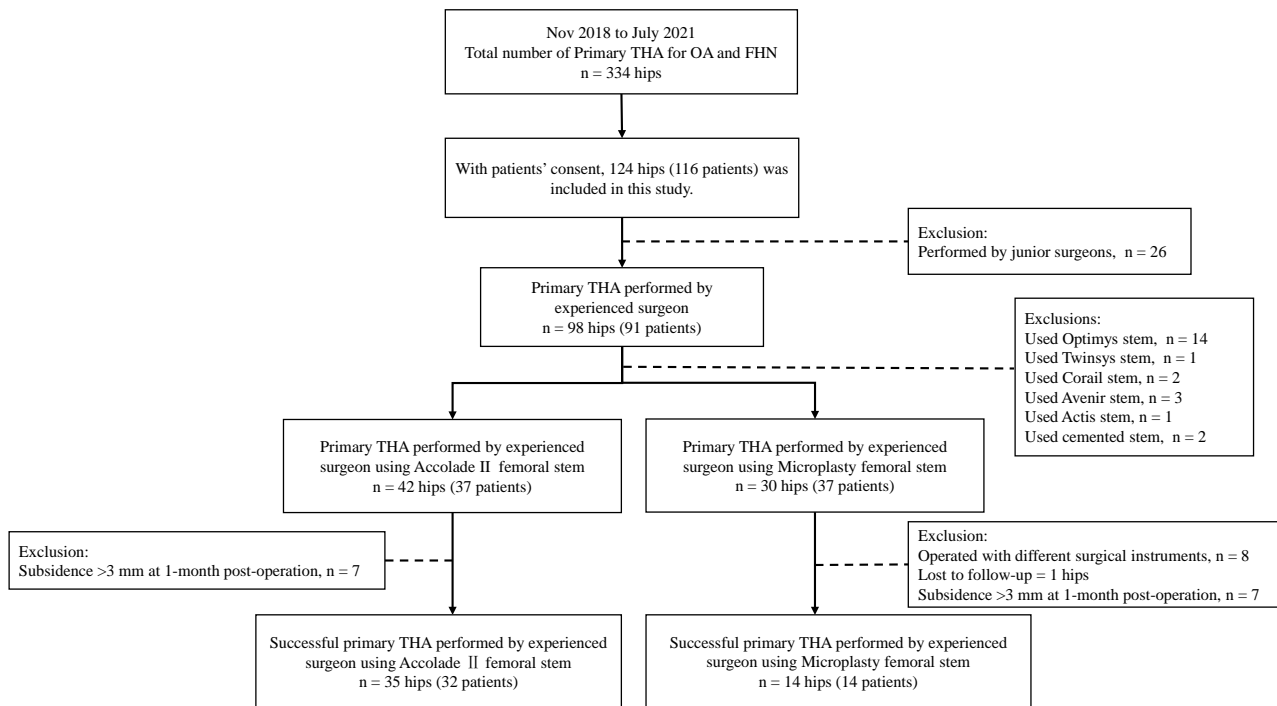 Nov 2018 to July 2021
Total number of Primary THA for OA and FHN
n = 334 hips
With patients’ consent, 124 hips (116 patients) was
included in this study.
Exclusion:
Performed by junior surgeons, n = 26
Primary THA performed by
experienced surgeon
n = 98 hips (91 patients)
Exclusions:
Used Optimys stem, n = 14
Used Twinsys stem, n = 1
Used Corail stem, n = 2
Used Avenir stem, n = 3
Used Actis stem, n = 1
Used cemented stem, n = 2
Primary THA performed by experienced
surgeon using Accolade Ⅱ femoral stem
n = 42 hips (37 patients)
Primary THA performed by experienced
surgeon using Microplasty femoral stem
n = 30 hips (37 patients)
Exclusion:
Subsidence >3 mm at 1-month post-operation, n = 7
Exclusion:
Operated with different surgical instruments, n = 8
Lost to follow-up = 1 hips
Subsidence >3 mm at 1-month post-operation, n = 7
Successful primary THA performed by experienced
surgeon using Accolade Ⅱ femoral stem
n = 35 hips (32 patients)
Successful primary THA performed by experienced
surgeon using Microplasty femoral stem
n = 14 hips (14 patients)